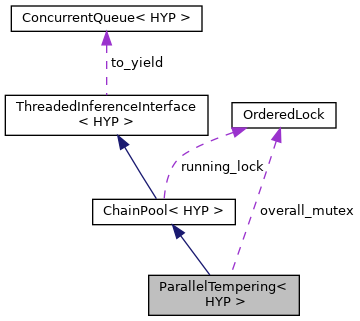 ConcurrentQueue< HYP >
to_yield
ThreadedInferenceInterface
< HYP >
OrderedLock
running_lock
ChainPool< HYP >
overall_mutex
ParallelTempering<
HYP >